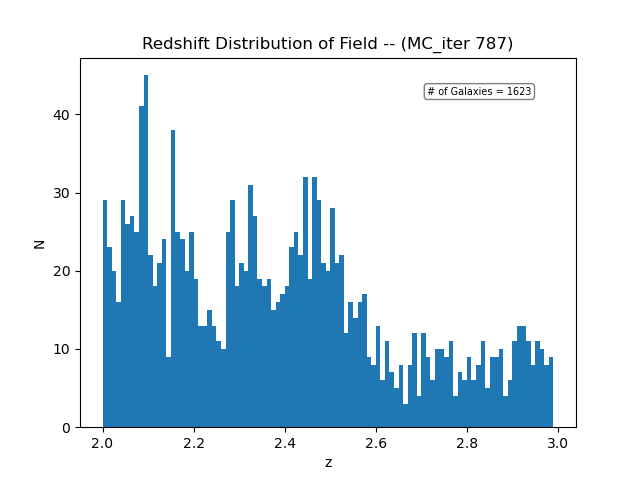 Redshift Distribution of Field -- (MC_iter 787)
# of Galaxies = 1623
N
40
30
20
10
0
2.0 2.2 2.4 2.6 2.8 3.0
z